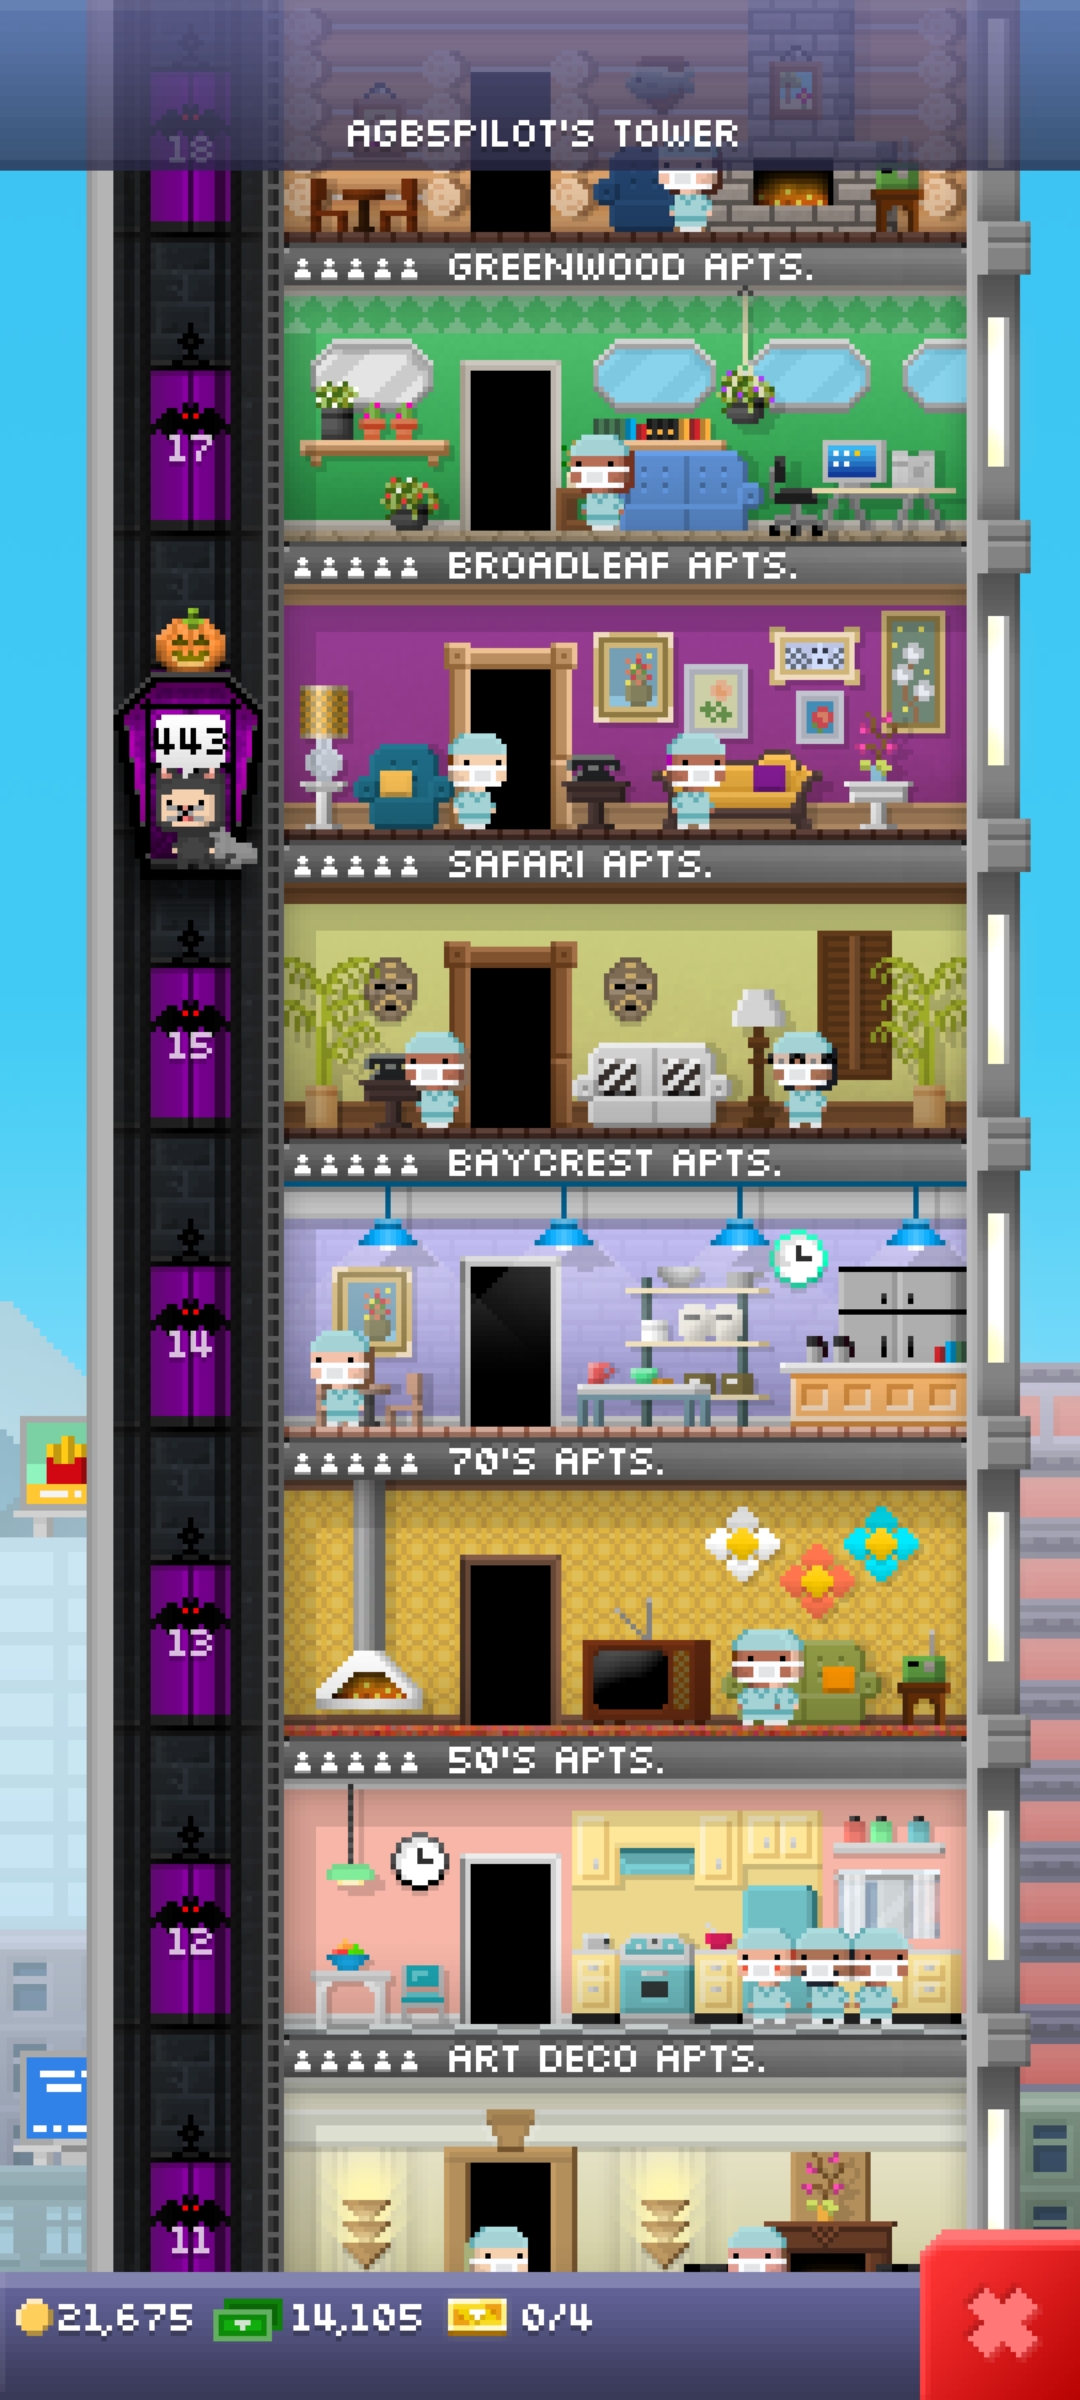 AGB5PILOT'S TOWER
18
GREENWOOD APTS.
17
BROADLEAF APTS.
443
SAFARI APTS.
15
BAYCREST APTS.
14
70'S APTS.
13
50'S APTS.
12
ART DECO APTS.
11
21,675 14,105 0/4